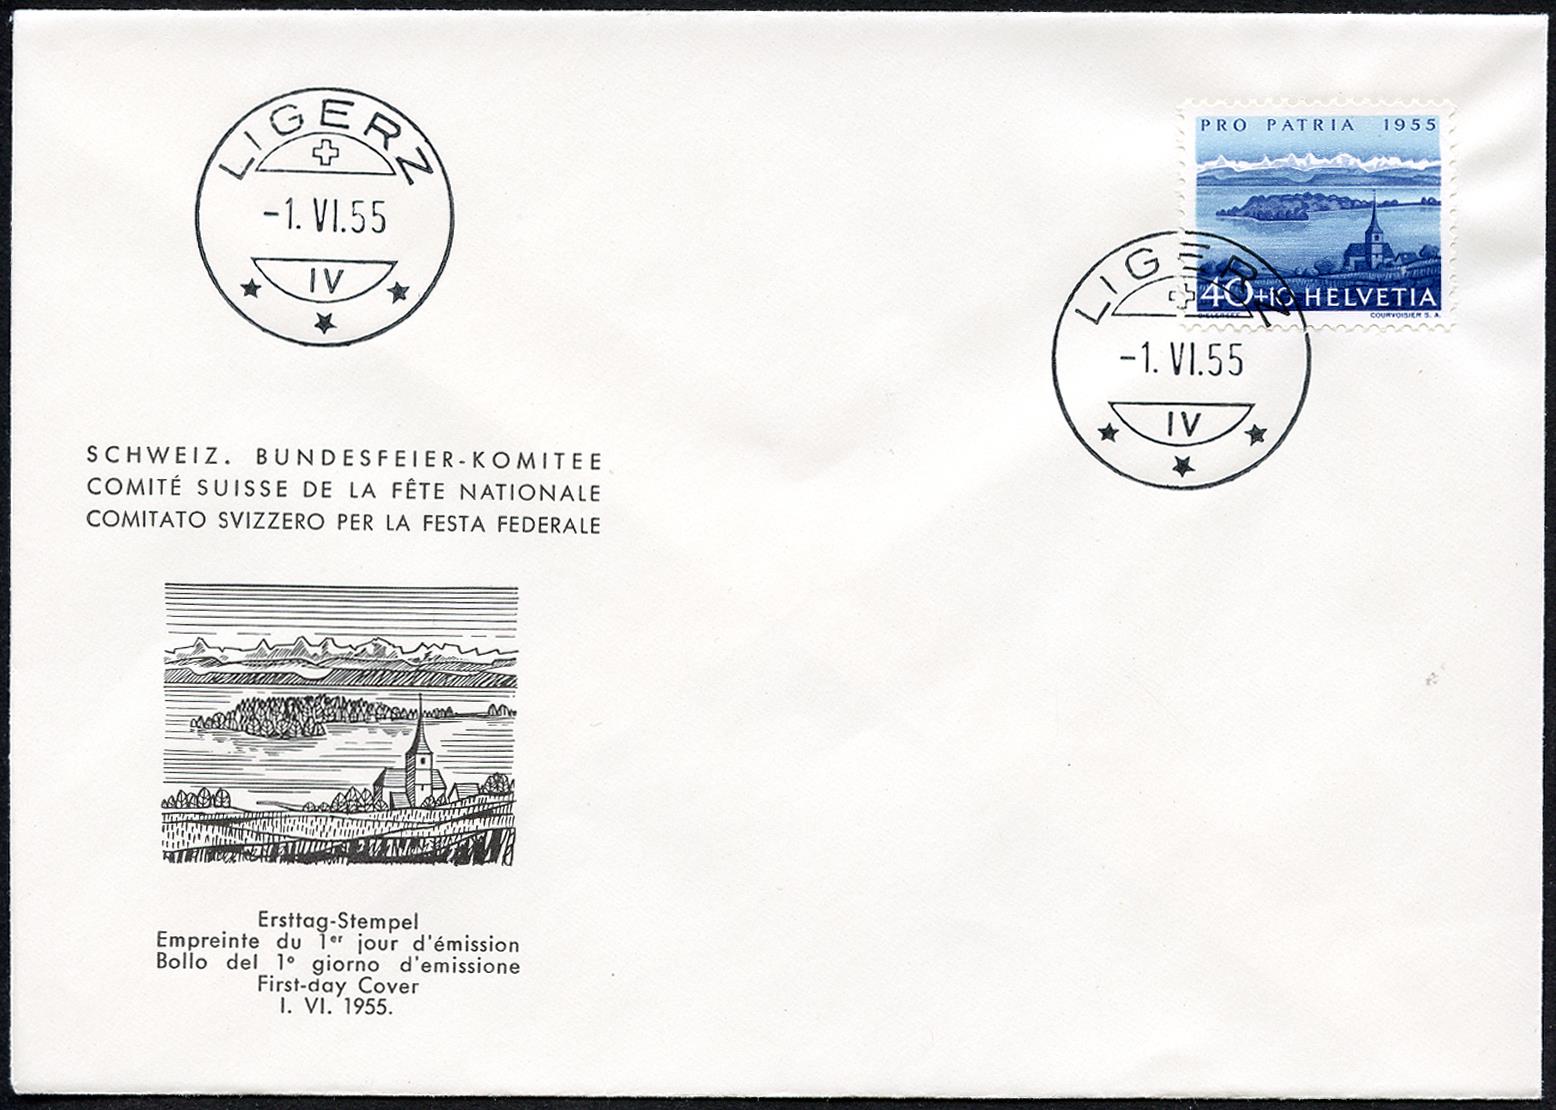 LIGERZ
-1. VI. 55
IV
PRO PATRIA 1955
40+10 HELVETIA
BIELERSEE COURVOISIER S. A.
LIGERZ
-1. VI. 55
IV
SCHWEIZ. BUNDESFEIER-KOMITEE
COMITÉ SUISSE DE LA FÊTE NATIONALE
COMITATO SVIZZERO PER LA FESTA FEDERALE
Ersttag-Stempel
Empreinte du 1er jour d'émission
Bollo del 1° giorno d'emissione
First-day Cover
I. VI. 1955.